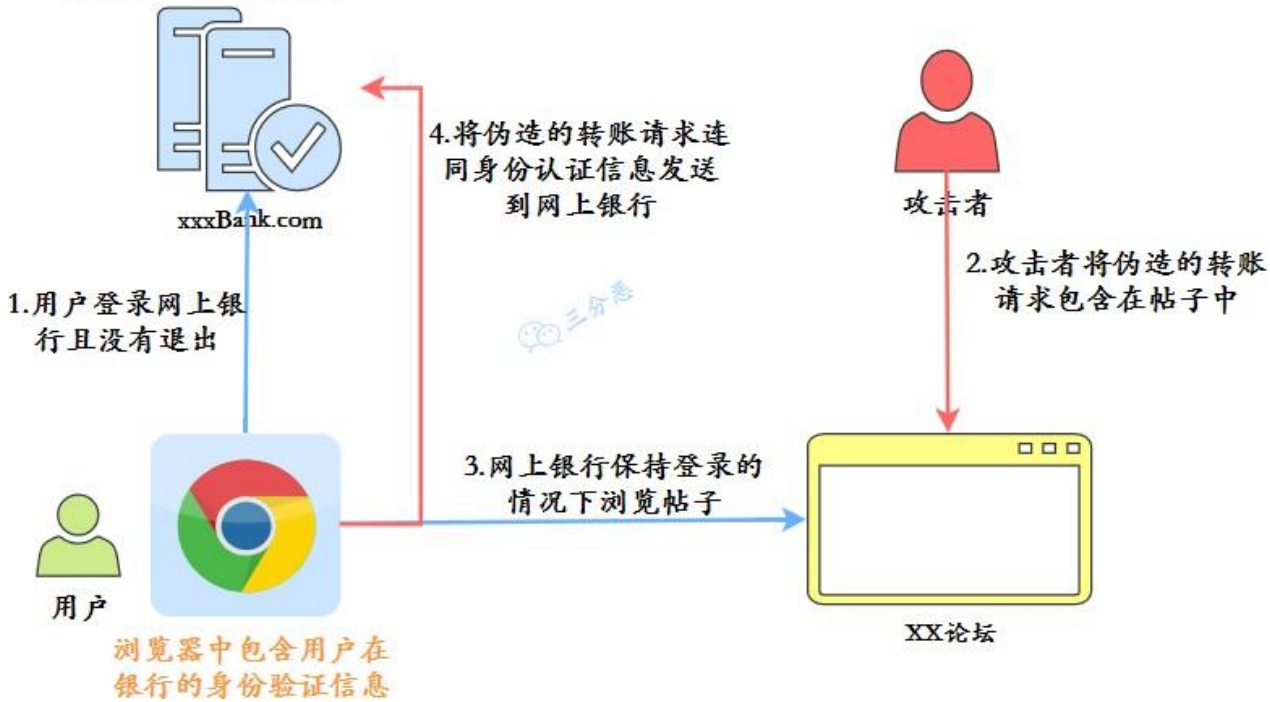 4.将伪造的转账请求连
同身份认证信息发送
到网上银行
攻击者
xxxBank.com
2.攻击者将伪造的转账
请求包含在帖子中
1.用户登录网上银
行且没有退出
三分恶
3.网上银行保持登录的
情况下浏览帖子
用户
XX论坛
浏览器中包含用户在
银行的身份验证信息